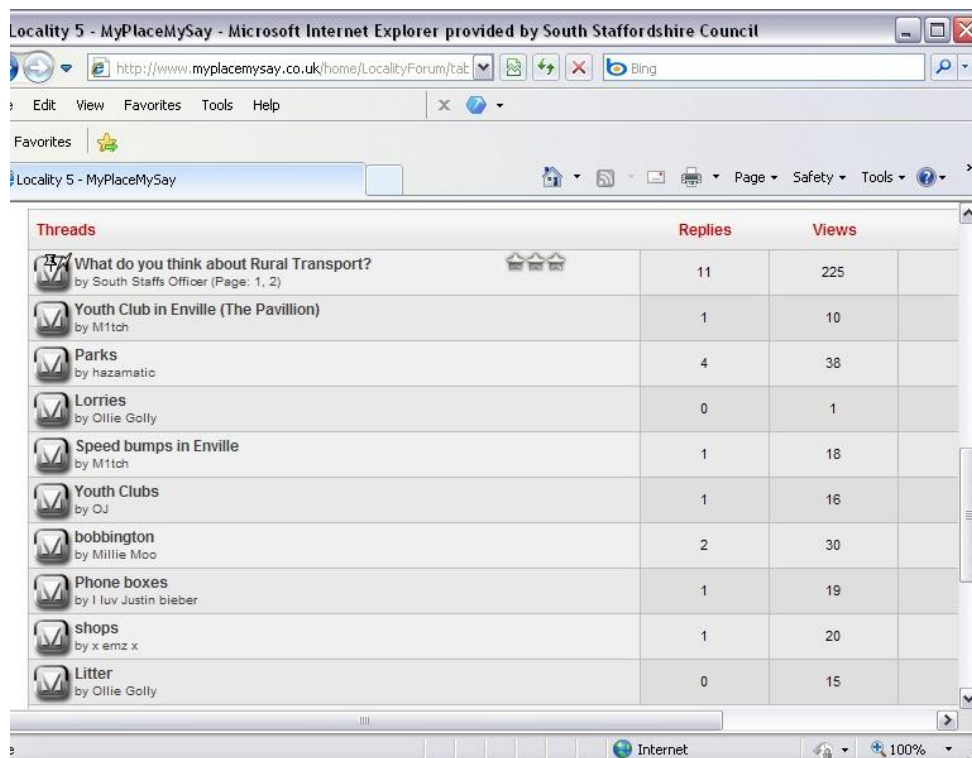 Locality 5 - MyPlaceMySay - Microsoft Internet Explorer provided by South Staffordshire Council
http://www.myplacemysay.co.uk/home/LocalityForum/tab Bing
Edit View Favorites Tools Help x
Favorites
Locality 5 - MyPlaceMySay Page Safety Tools
Threads Replies Views
What do you think about Rural Transport? 11 225
by South Staffs Officer (Page: 1, 2)
Youth Club in Enville (The Pavillion) 1 10
by M1tch
Parks 4 38
by hazamatic
Lorries 0 1
by Ollie Golly
Speed bumps in Enville 1 18
by M1tch
Youth Clubs 1 16
by OJ
bobbington 2 30
by Millie Moo
Phone boxes 1 19
by I luv Justin bieber
shops 1 20
by x emz x
Litter 0 15
by Ollie Golly
Internet 100%